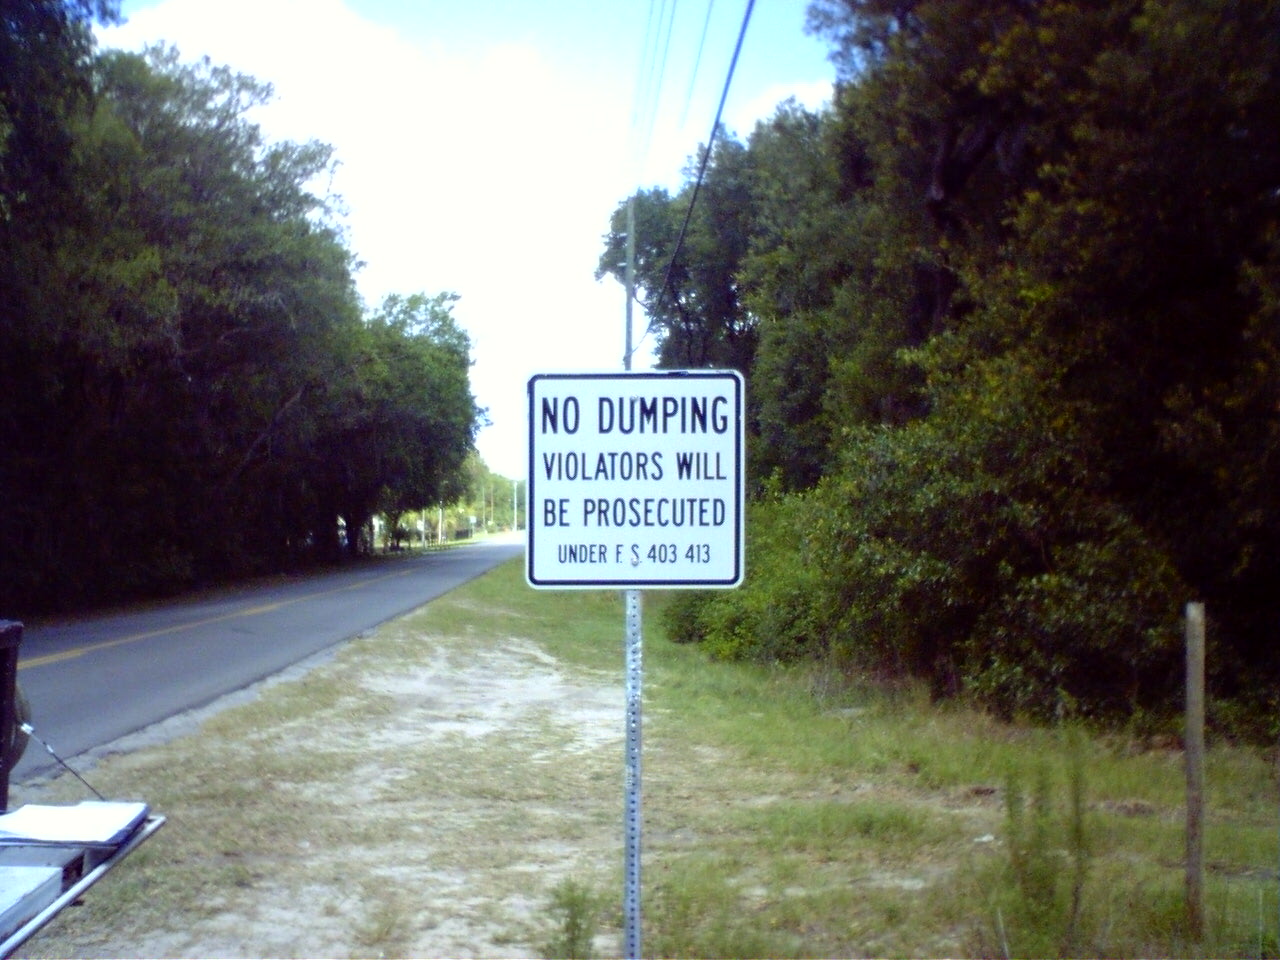 NO DUMPING
VIOLATORS WILL
BE PROSECUTED
UNDER F. S. 403 413